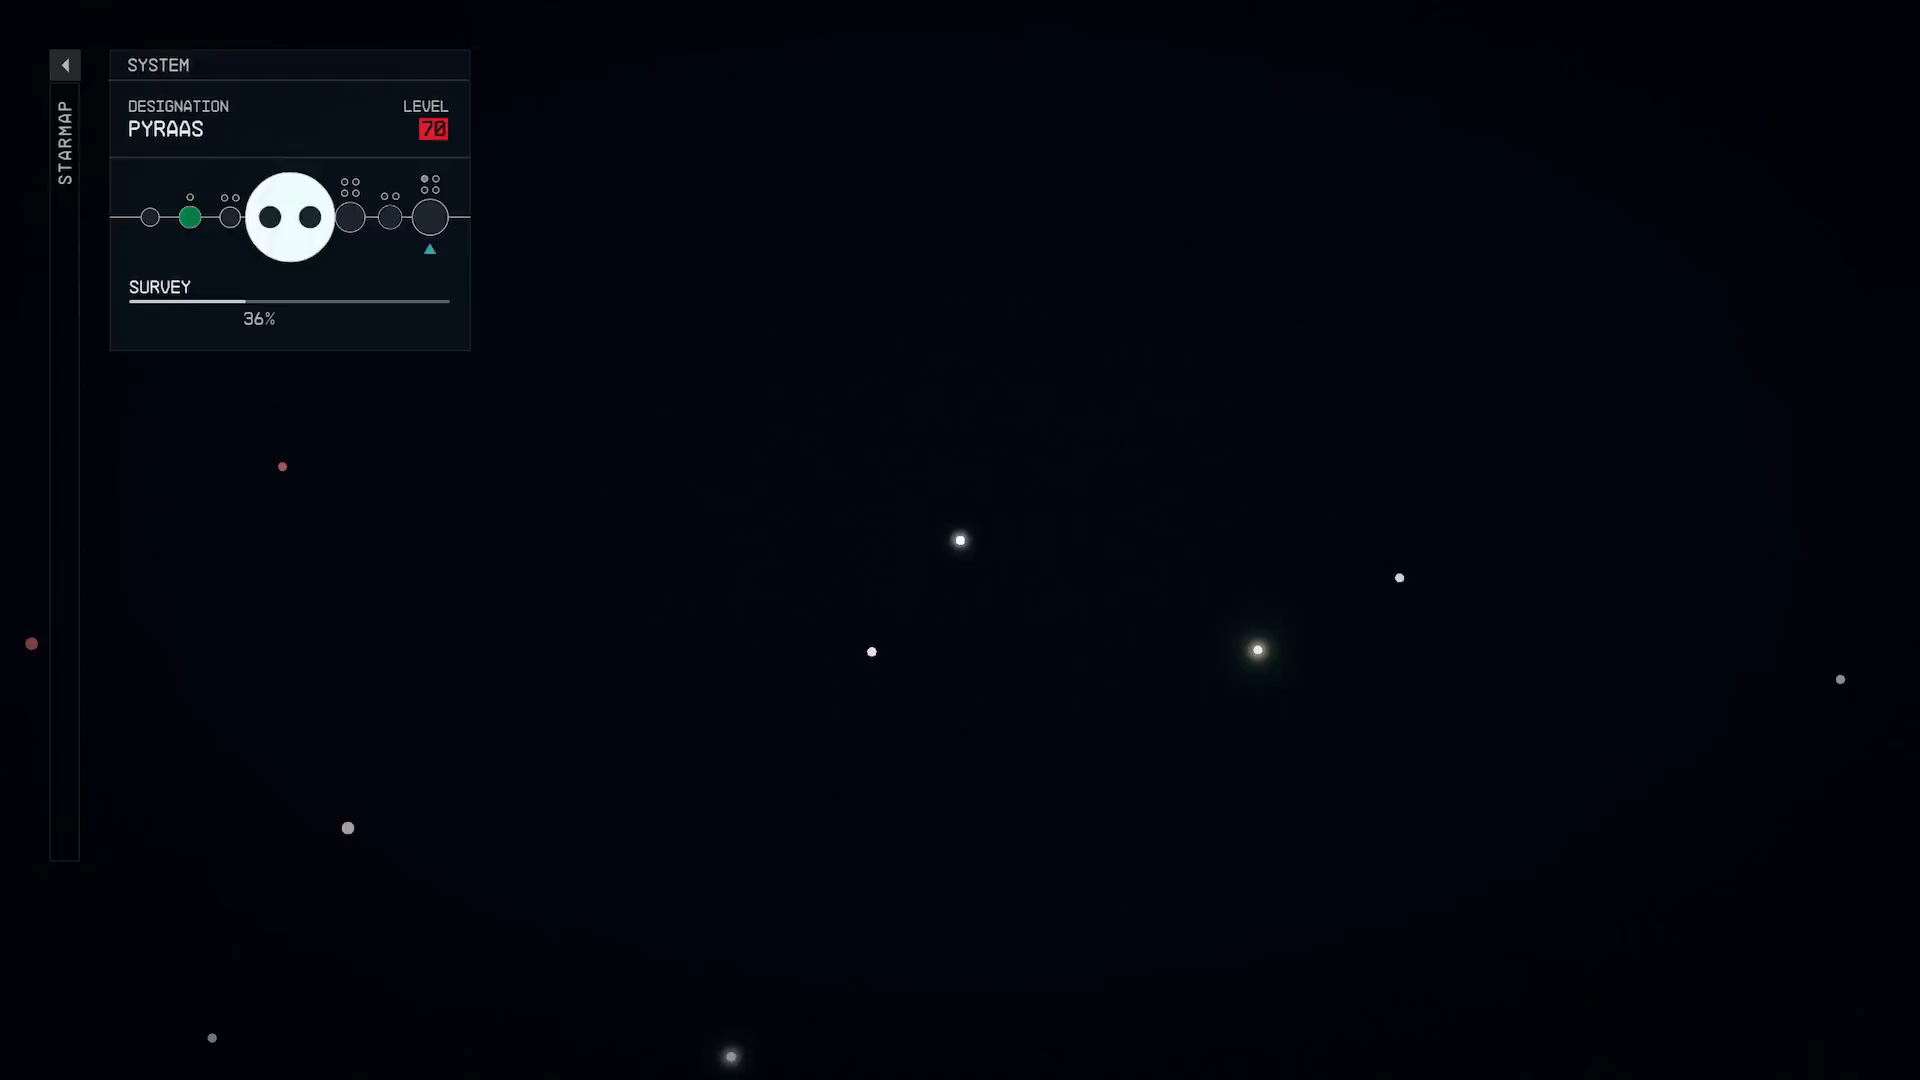 SYSTEM
DESIGNATION LEVEL
PYRAAS 70
STARMAP
SURVEY
36%